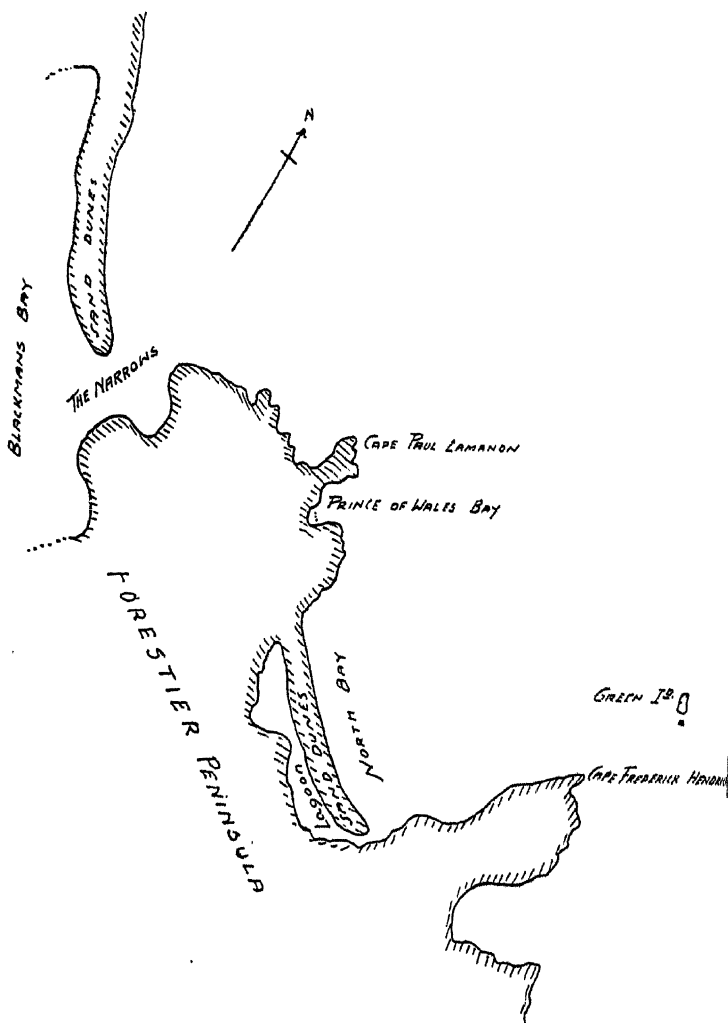 N
SAND DUNES
BLACKMANS BAY
THE NARROWS
CAPE PAUL LAMANON
PRINCE OF WALES BAY
FORESTIER PENINSULA
NORTH BAY
SAND DUNES
Lagoon
GREEN ID.
CAPE FREDERICK